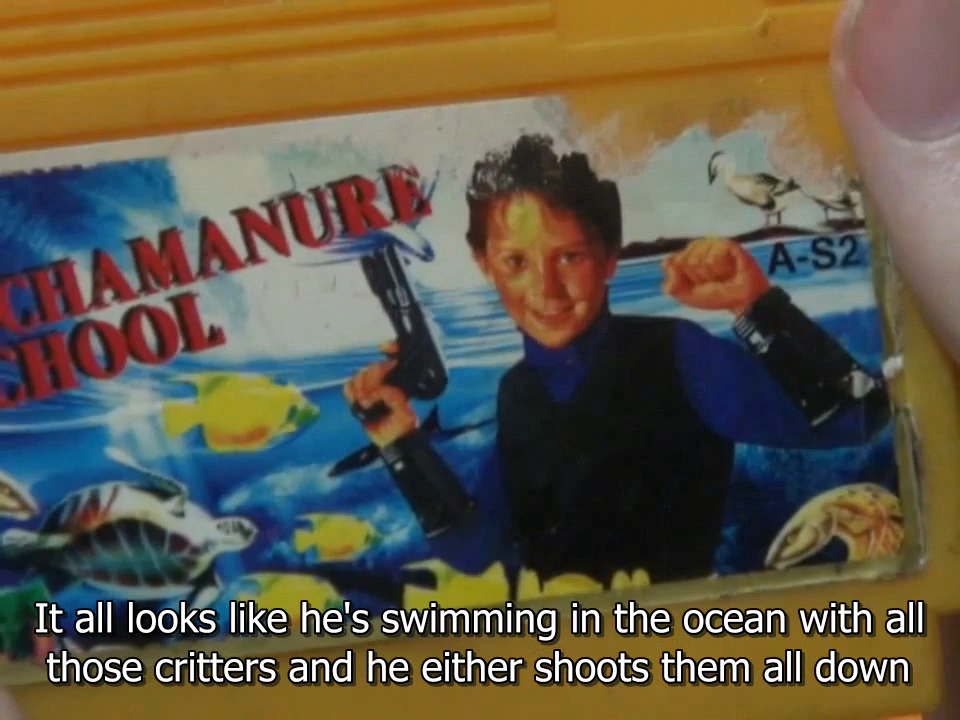 CHAMANURE
CHOOL
A-S2
It all looks like he's swimming in the ocean with all
those critters and he either shoots them all down